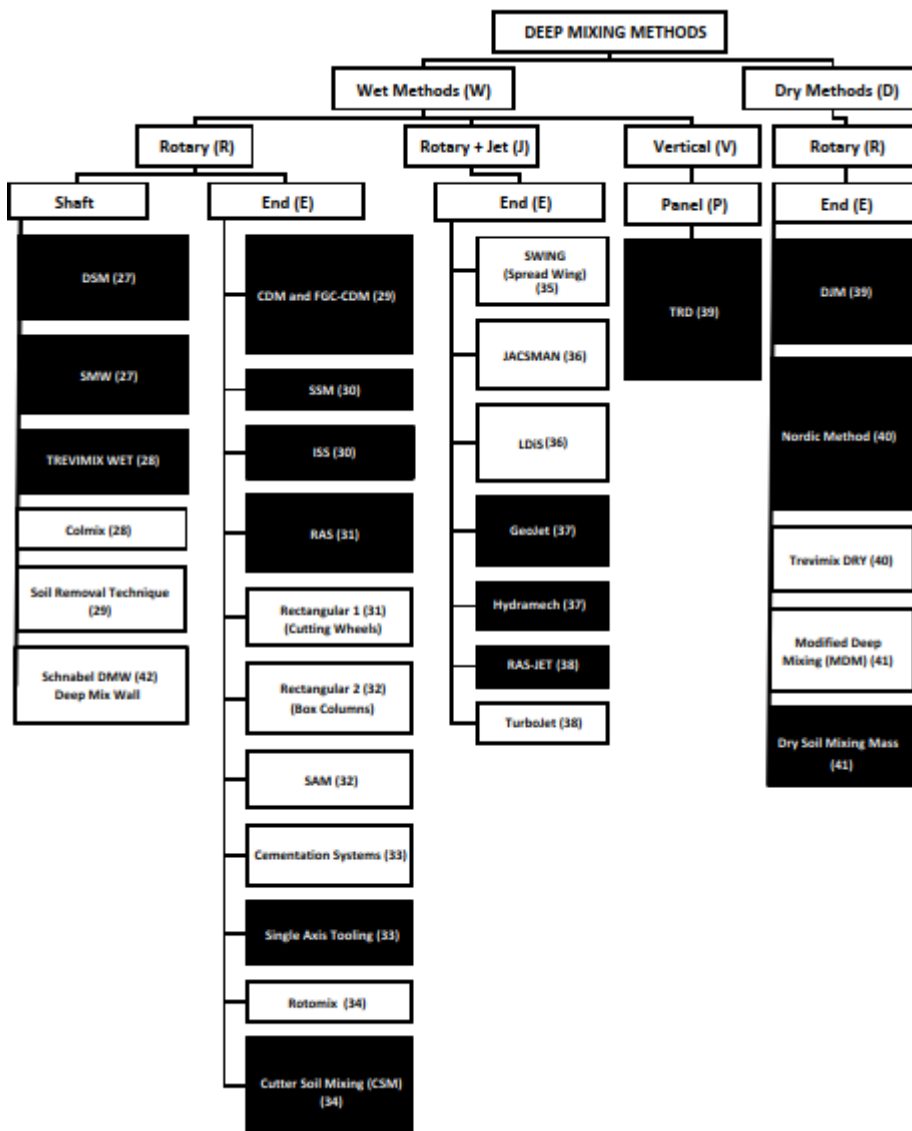 DEEP MIXING METHODS
Wet Methods (W)
Dry Methods (D)
Rotary (R)
Rotary + Jet (J)
Vertical (V)
Rotary (R)
Shaft
End (E)
End (E)
Panel (P)
End (E)
DSM (27)
SMW (27)
TREVIMIX WET (28)
Colmix (28)
Soil Removal Technique
(29)
Schnabel DMW (42)
Deep Mix Wall
CDM and FGC-CDM (29)
SSM (30)
ISS (30)
RAS (31)
Rectangular 1 (31)
(Cutting Wheels)
Rectangular 2 (32)
(Box Columns)
SAM (32)
Cementation Systems (33)
Single Axis Tooling (33)
Rotomix (34)
Cutter Soil Mixing (CSM)
(34)
SWING
(Spread Wing)
(35)
JACSMAN (36)
LDiS (36)
GeoJet (37)
Hydramech (37)
RAS-JET (38)
TurboJet (38)
TRD (39)
DJM (39)
Nordic Method (40)
Trevimix DRY (40)
Modified Deep
Mixing (MDM) (41)
Dry Soil Mixing Mass
(41)